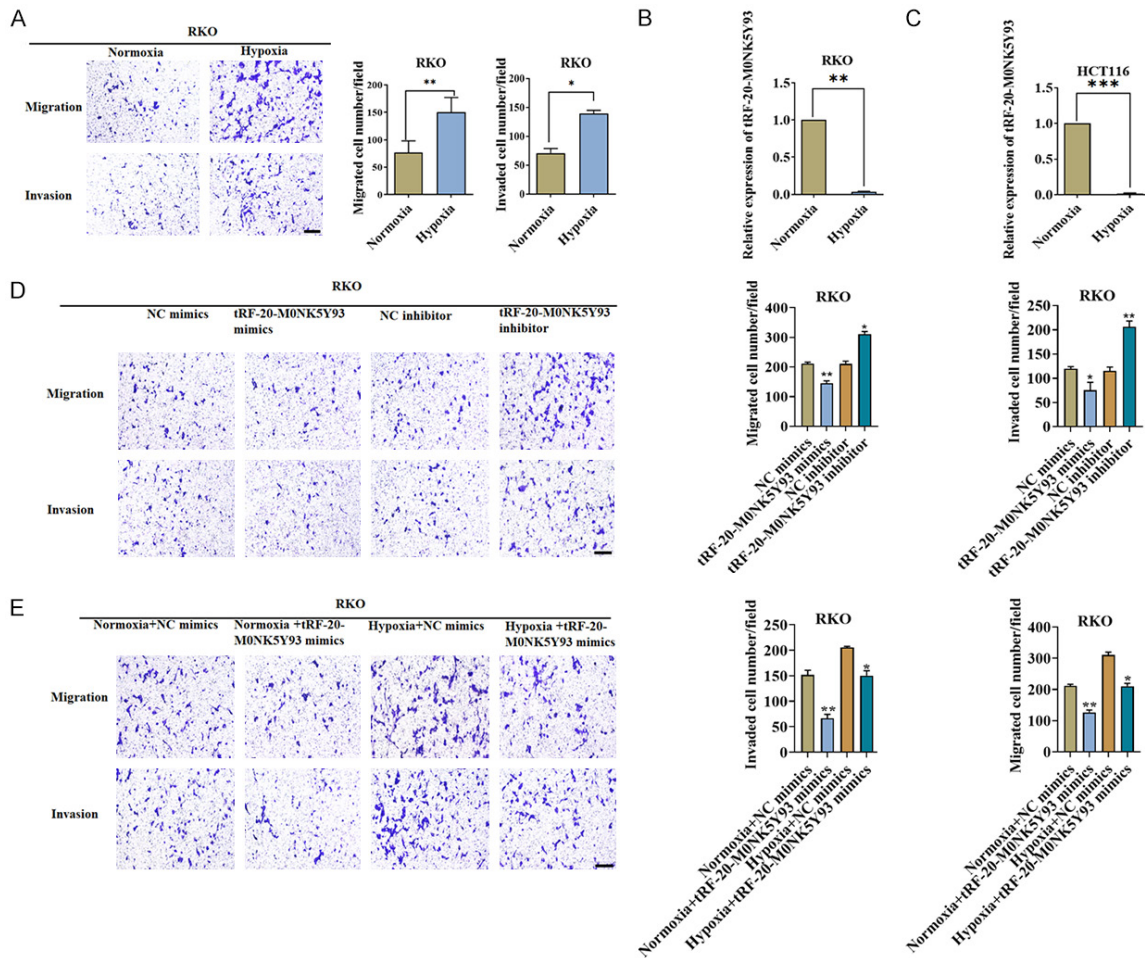 A
RKO
Normoxia
Hypoxia
Migration
Invasion
Migrated cell number/field
RKO
**
200
150
100
50
0
Normoxia
Hypoxia
Invaded cell number/field
RKO
*
200
150
100
50
0
Normoxia
Hypoxia
B
Relative expression of tRF-20-M0NK5Y93
RKO
**
1.5
1.0
0.5
0.0
Normoxia
Hypoxia
C
Relative expression of tRF-20-M0NK5Y93
HCT116
***
1.5
1.0
0.5
0.0
Normoxia
Hypoxia
D
RKO
NC mimics
tRF-20-M0NK5Y93
mimics
NC inhibitor
tRF-20-M0NK5Y93
inhibitor
Migration
Invasion
Migrated cell number/field
RKO
400
300
200
100
0
**
*
NC mimics
tRF-20-M0NK5Y93 mimics
NC inhibitor
tRF-20-M0NK5Y93 inhibitor
Invaded cell number/field
RKO
250
200
150
100
50
0
*
**
NC mimics
tRF-20-M0NK5Y93 mimics
NC inhibitor
tRF-20-M0NK5Y93 inhibitor
E
RKO
Normoxia+NC mimics
Normoxia +tRF-20-
M0NK5Y93 mimics
Hypoxia+NC mimics
Hypoxia +tRF-20-
M0NK5Y93 mimics
Migration
Invasion
Invaded cell number/field
RKO
250
200
150
100
50
0
**
*
Normoxia+NC mimics
Normoxia+tRF-20-M0NK5Y93 mimics
Hypoxia+NC mimics
Hypoxia+tRF-20-M0NK5Y93 mimics
Migrated cell number/field
RKO
400
300
200
100
0
**
*
Normoxia+NC mimics
Normoxia+tRF-20-M0NK5Y93 mimics
Hypoxia+NC mimics
Hypoxia+tRF-20-M0NK5Y93 mimics